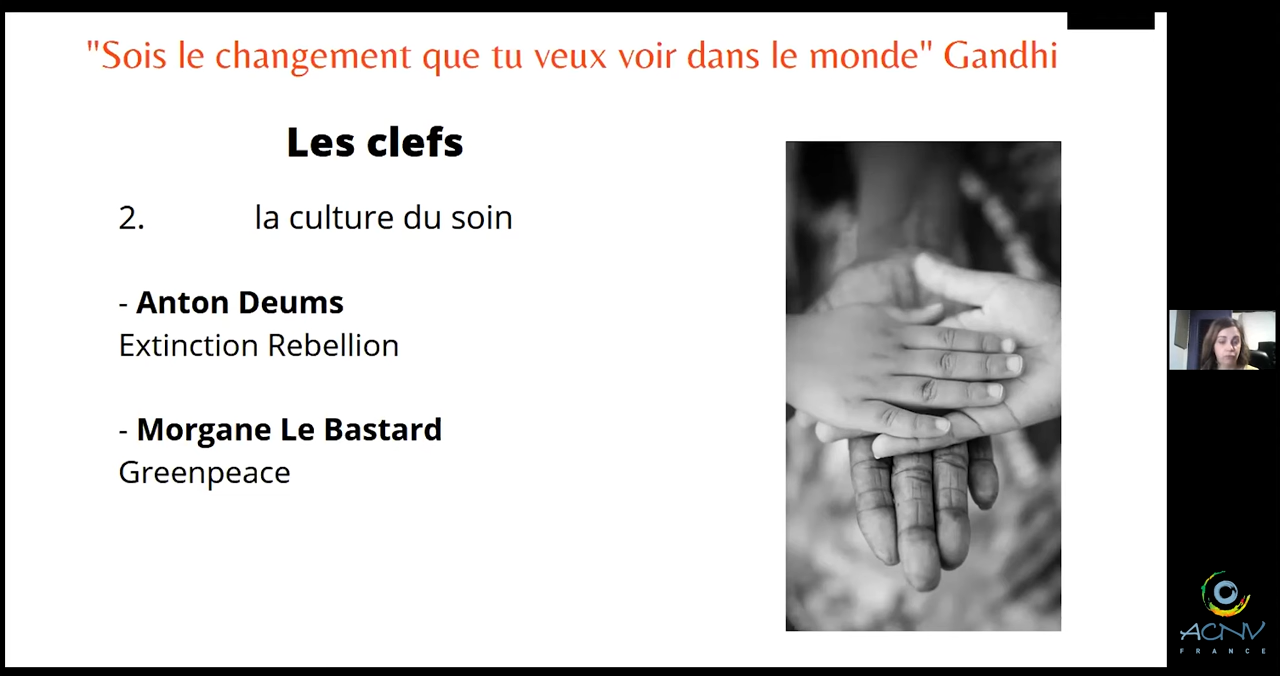 "Sois le changement que tu veux voir dans le monde" Gandhi
Les clefs
2. la culture du soin
- Anton Deums
Extinction Rebellion
- Morgane Le Bastard
Greenpeace
ACNV
FRANCE